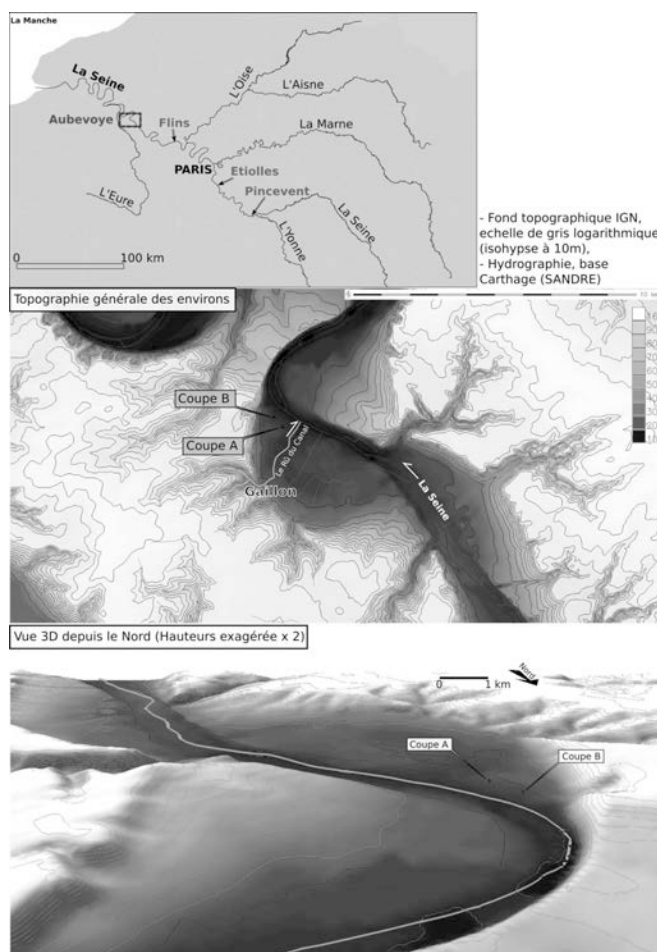 La Manche
La Seine
L'Oise
L'Aisne
Aubevoye
Flins
La Marne
PARIS
Etiolles
Pincevent
L'Eure
La Seine
L'Yonne
0 100 km
- Fond topographique IGN,
echelle de gris logarithmique
(isohypse à 10m),
- Hydrographie, base
Carthage (SANDRE)
Topographie générale des environs
Coupe B
Coupe A
Le Rû du Canal
Gaillon
La Seine
Vue 3D depuis le Nord (Hauteurs exagérée x 2)
0 1 km
Nord
Coupe A
Coupe B